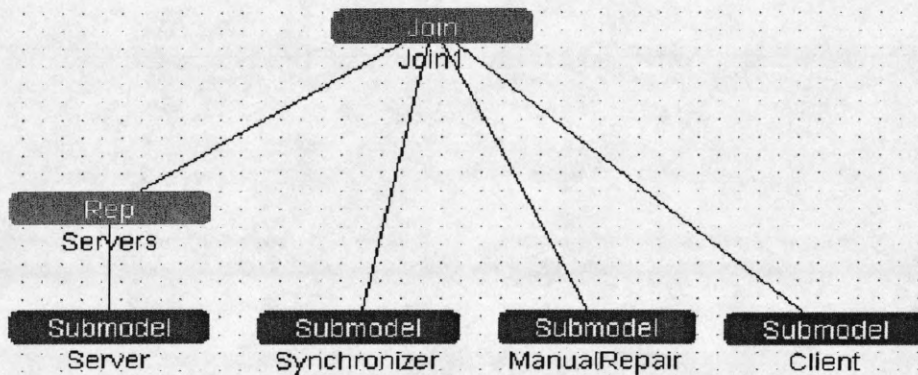 Join
Join1
Rep
Servers
Submodel Submodel Submodel Submodel
Server Synchronizer ManualRepair Client